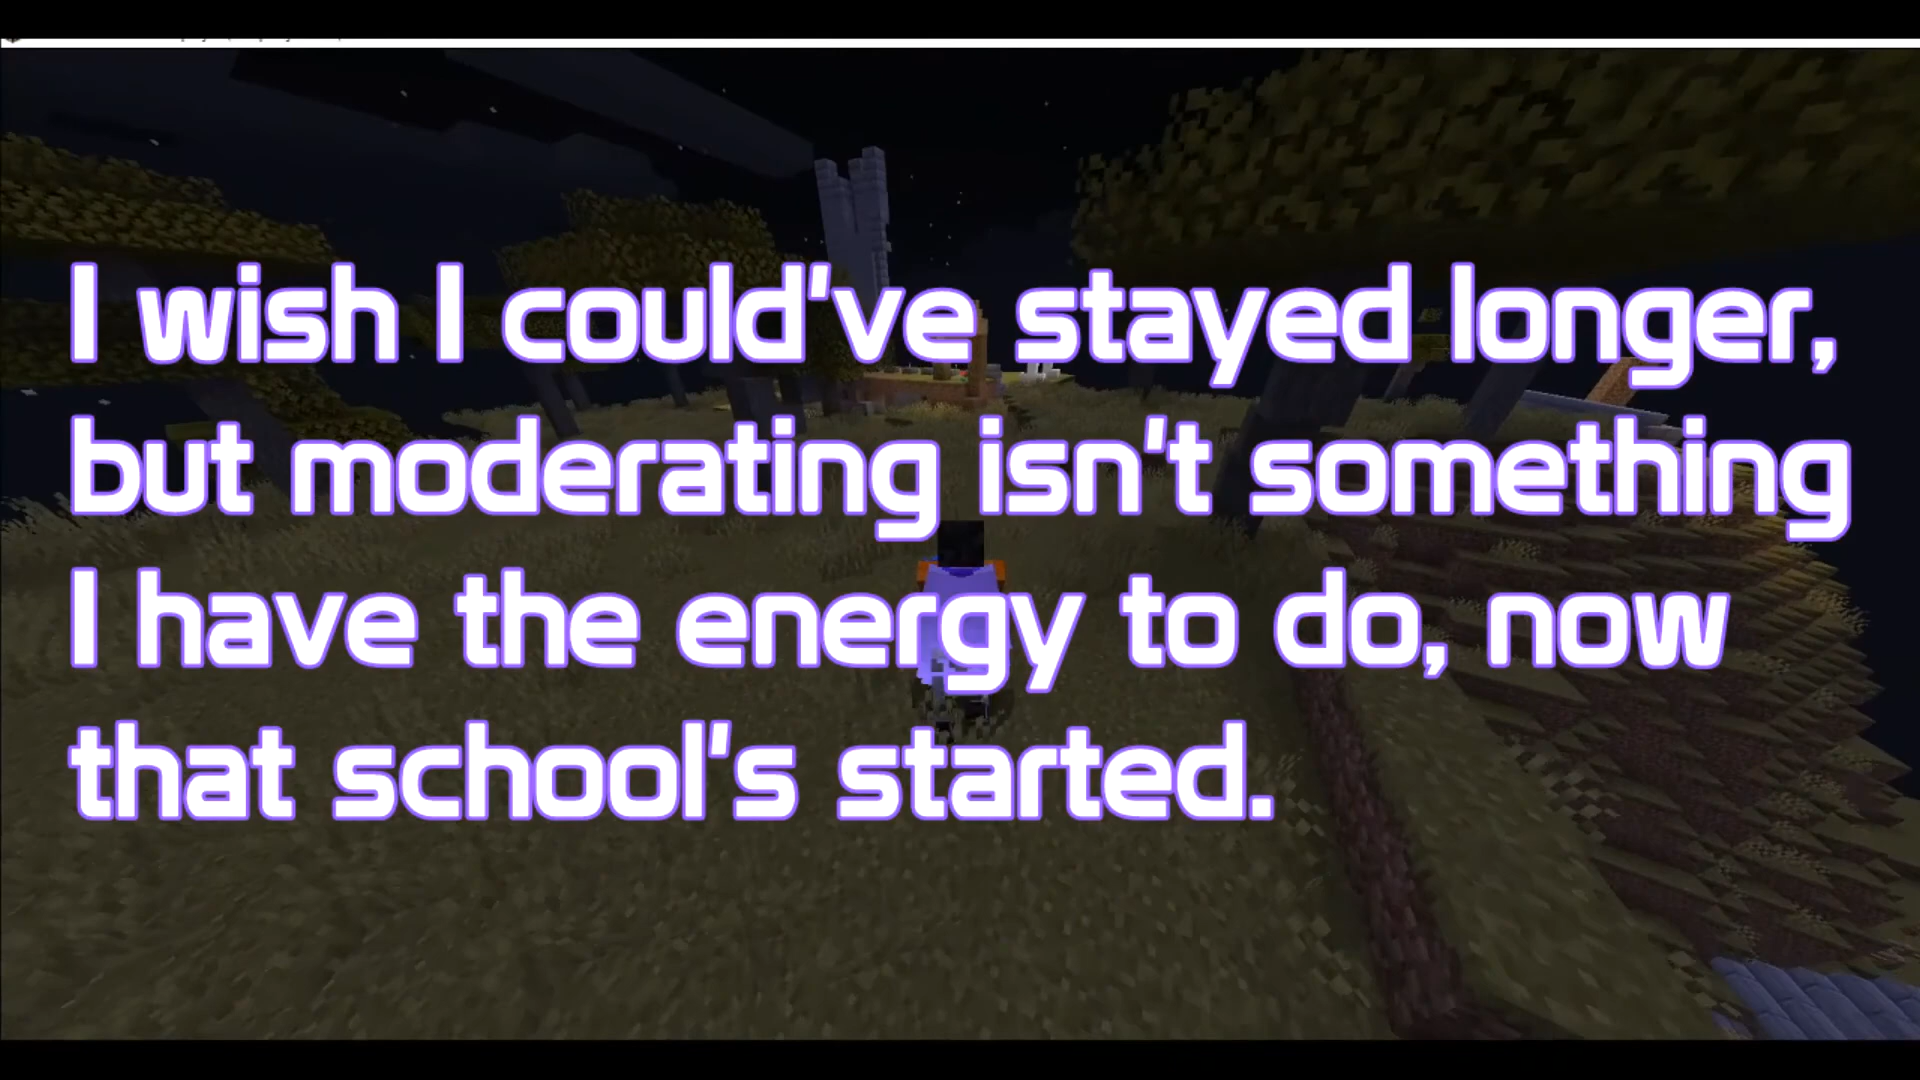 I wish I could've stayed longer,
but moderating isn't something
I have the energy to do, now
that school's started.